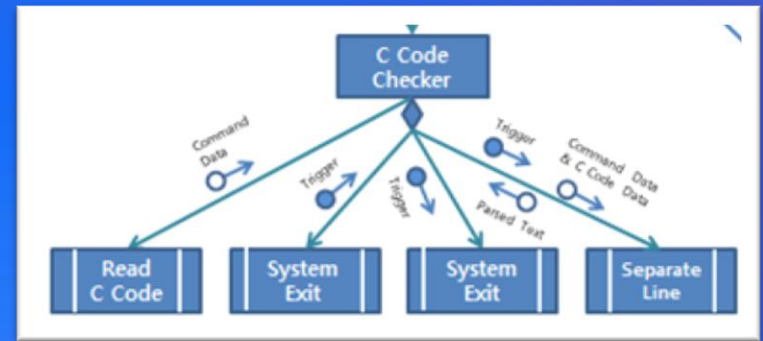 C Code
Checker
Command
Data
Trigger
Trigger
Trigger
Parsed Text
Command Data
& C Code Data
Read
C Code
System
Exit
System
Exit
Separate
Line